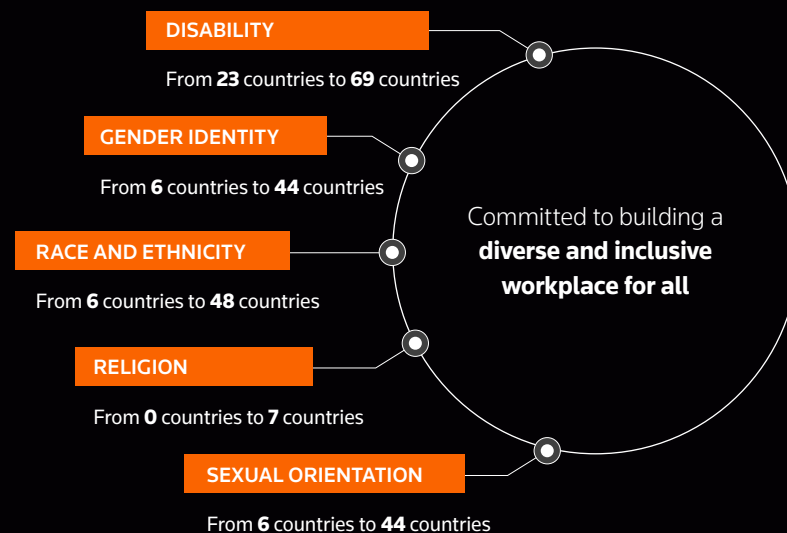 DISABILITY
From 23 countries to 69 countries
GENDER IDENTITY
From 6 countries to 44 countries
RACE AND ETHNICITY
From 6 countries to 48 countries
RELIGION
From 0 countries to 7 countries
SEXUAL ORIENTATION
From 6 countries to 44 countries
Committed to building a
diverse and inclusive
workplace for all